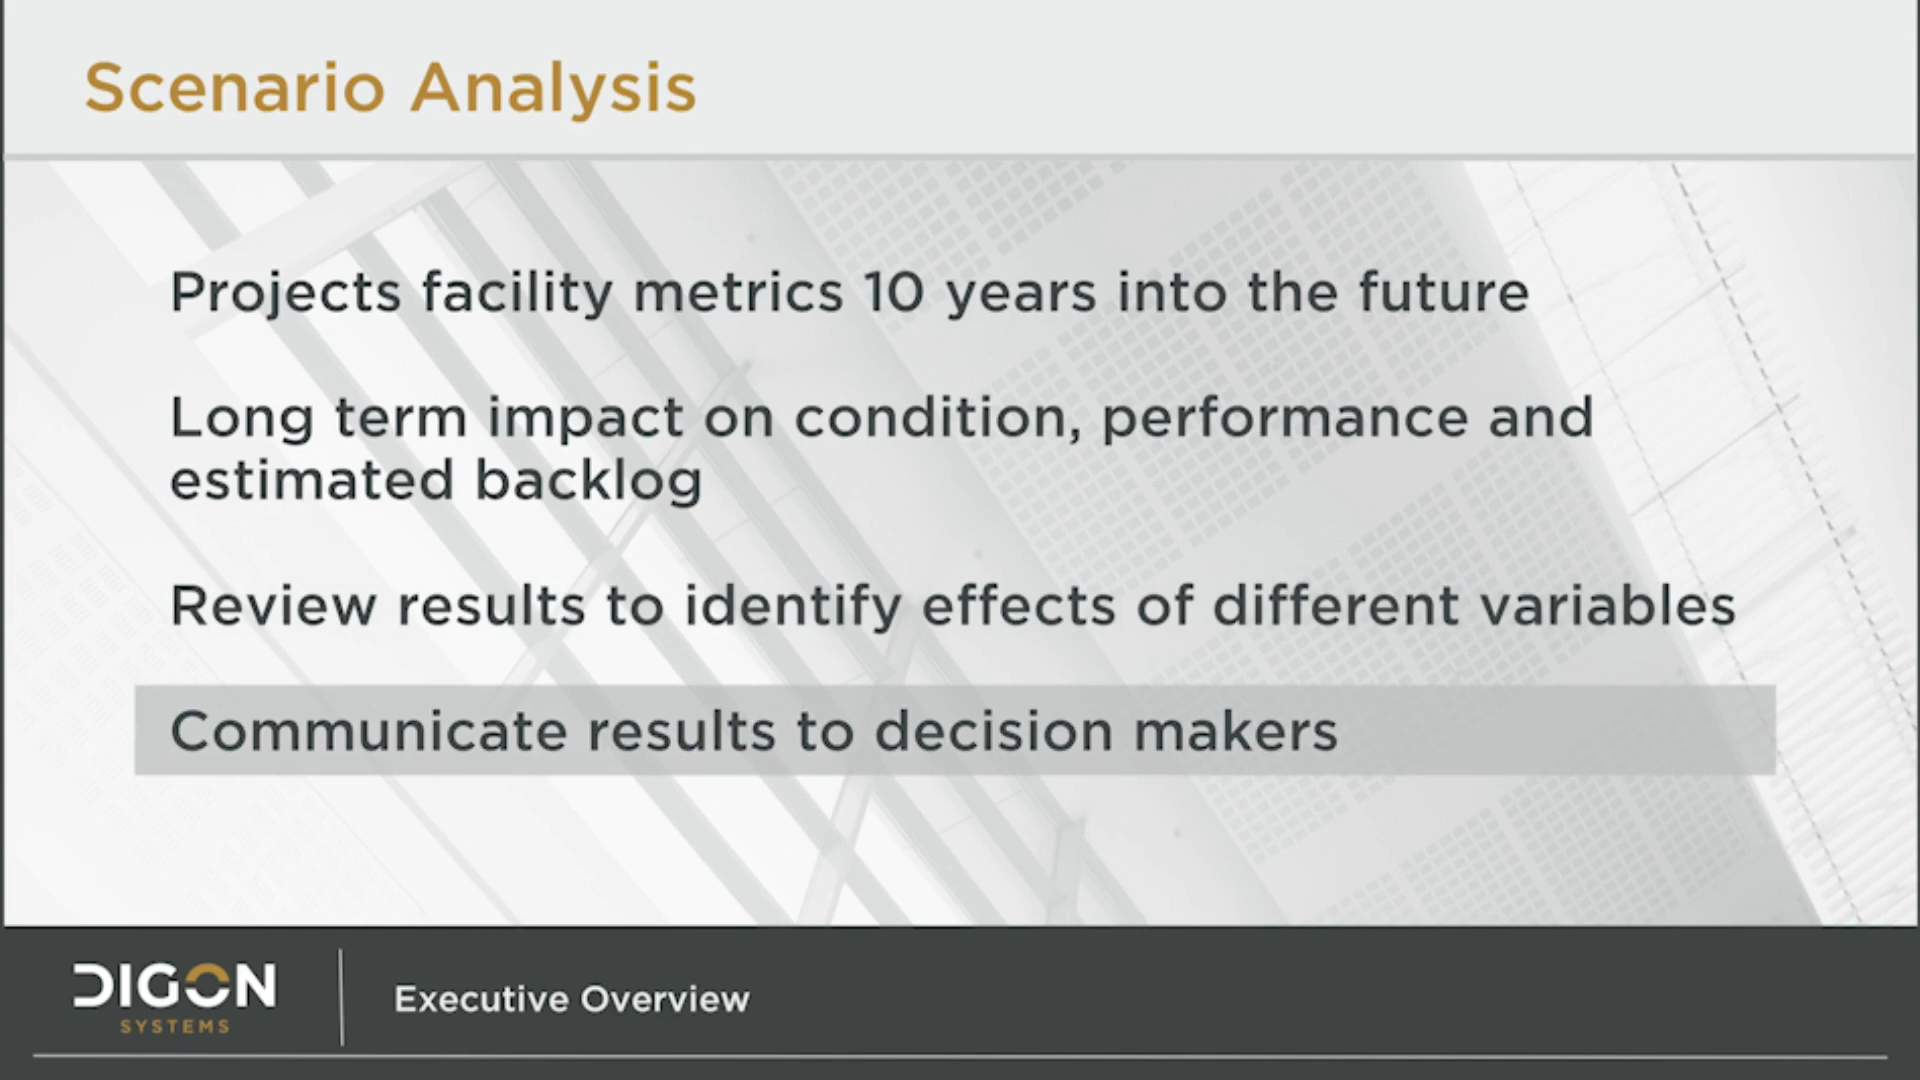 Scenario Analysis
Projects facility metrics 10 years into the future
Long term impact on condition, performance and
estimated backlog
Review results to identify effects of different variables
Communicate results to decision makers
DIGON
SYSTEMS
Executive Overview